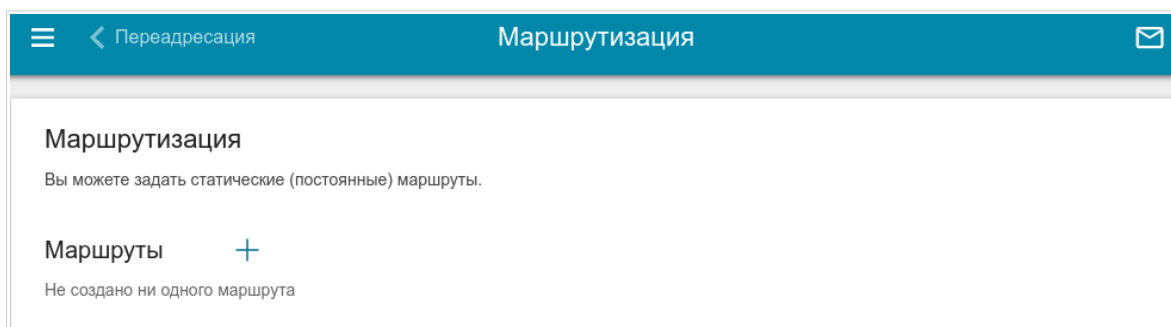 Переадресация
Маршрутизация
Маршрутизация
Вы можете задать статические (постоянные) маршруты.
Маршруты
Не создано ни одного маршрута